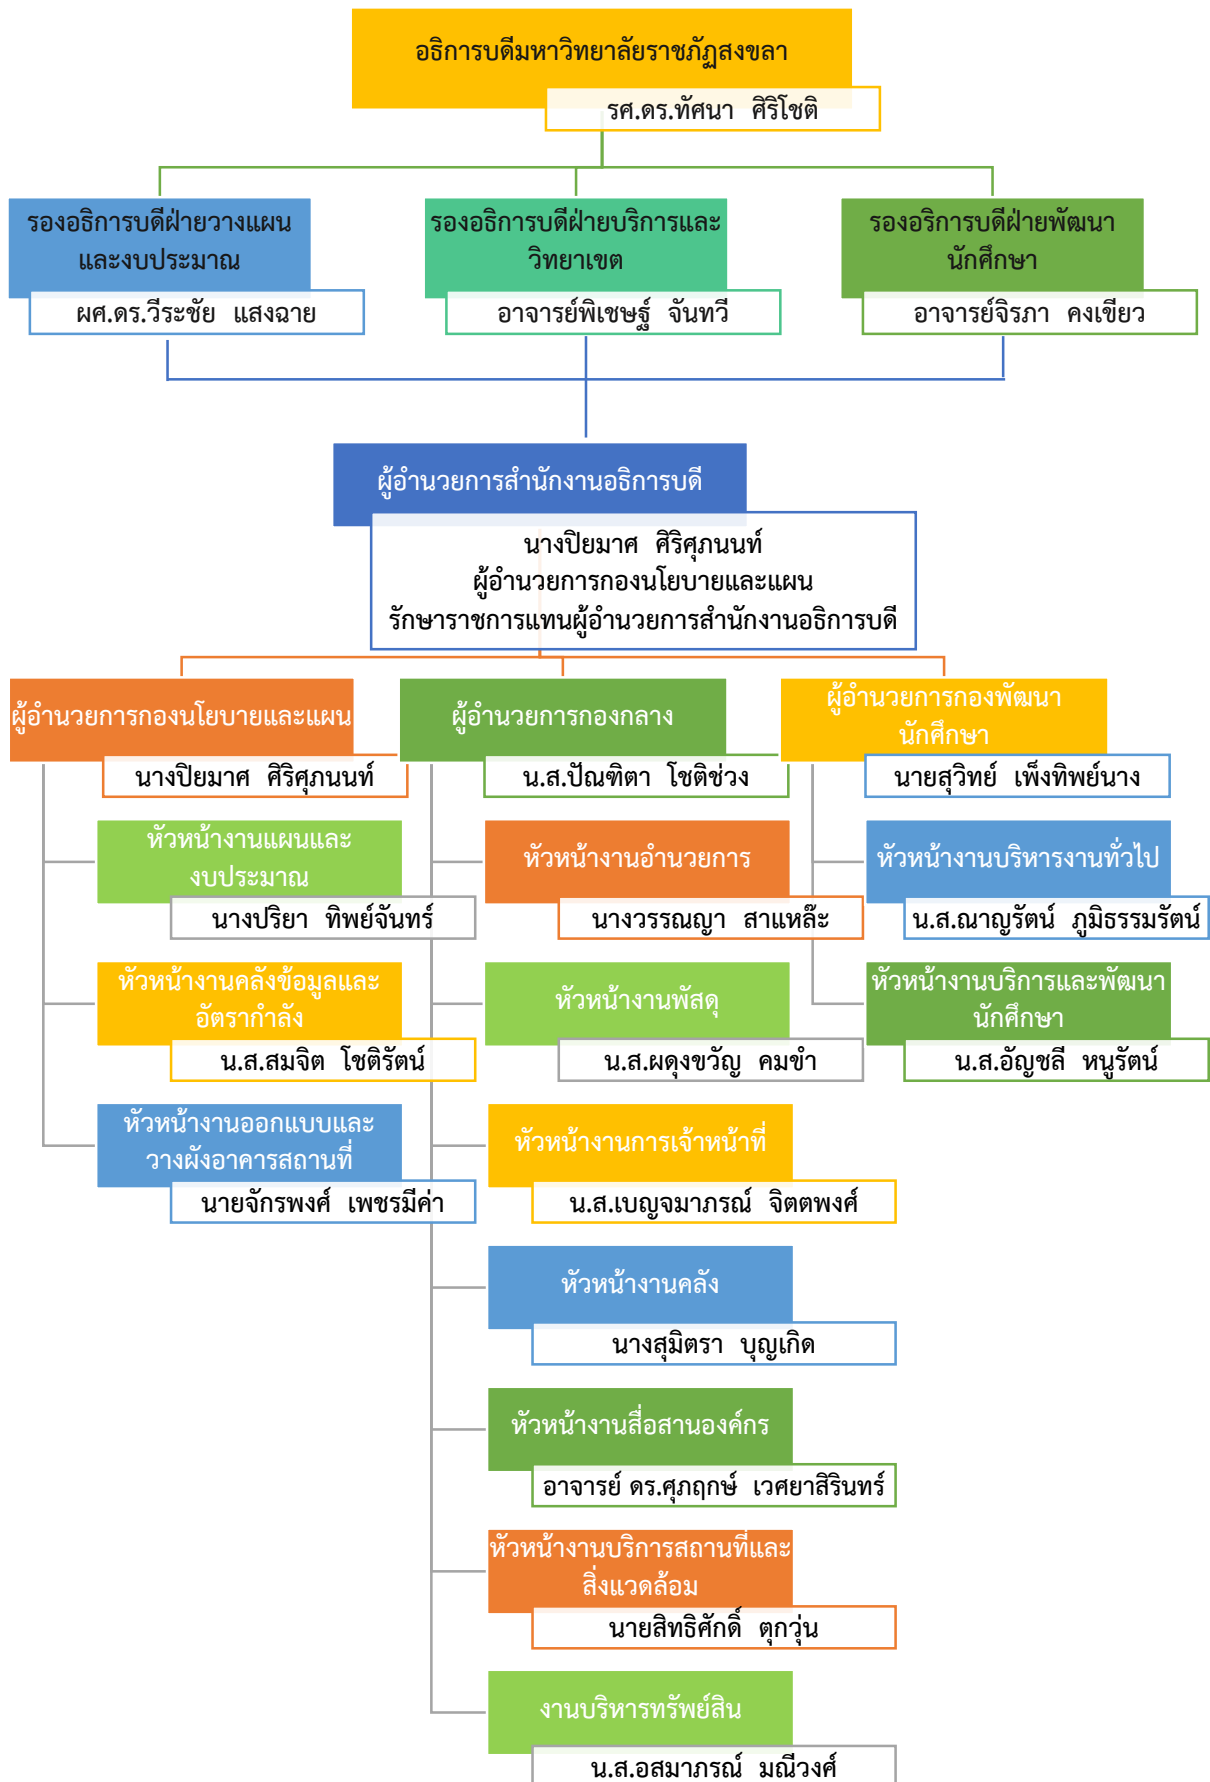 อธิการบดีมหาวิทยาลัยราชภัฏสงขลา
รศ.ดร.ทัศนา ศิริโชติ
รองอธิการบดีฝ่ายวางแผน
และงบประมาณ
ผศ.ดร.วีระชัย แสงฉาย
รองอธิการบดีฝ่ายบริการและ
วิทยาเขต
อาจารย์พิเชษฐ์ จันทวี
รองอริการบดีฝ่ายพัฒนา
นักศึกษา
อาจารย์จิรภา คงเขียว
ผู้อำนวยการสำนักงานอธิการบดี
นางปิยมาศ ศิริศุภนนท์
ผู้อำนวยการกองนโยบายและแผน
รักษาราชการแทนผู้อำนวยการสำนักงานอธิการบดี
ผู้อำนวยการกองนโยบายและแผน
นางปิยมาศ ศิริศุภนนท์
หัวหน้างานแผนและ
งบประมาณ
นางปริยา ทิพย์จันทร์
หัวหน้างานคลังข้อมูลและ
อัตรากำลัง
น.ส.สมจิต โชติรัตน์
หัวหน้างานออกแบบและ
วางผังอาคารสถานที่
นายจักรพงศ์ เพชรมีค่า
ผู้อำนวยการกองกลาง
น.ส.ปัณฑิตา โชติช่วง
หัวหน้างานอำนวยการ
นางวรรณญา สาแหล๊ะ
หัวหน้างานพัสดุ
น.ส.ผดุงขวัญ คมขำ
หัวหน้างานการเจ้าหน้าที่
น.ส.เบญจมาภรณ์ จิตตพงศ์
หัวหน้างานคลัง
นางสุมิตรา บุญเกิด
หัวหน้างานสื่อสานองค์กร
อาจารย์ ดร.ศุภฤกษ์ เวศยาสิรินทร์
หัวหน้างานบริการสถานที่และ
สิ่งแวดล้อม
นายสิทธิศักดิ์ ตุกวุ่น
งานบริหารทรัพย์สิน
น.ส.อสมาภรณ์ มณีวงศ์
ผู้อำนวยการกองพัฒนา
นักศึกษา
นายสุวิทย์ เพ็งทิพย์นาง
หัวหน้างานบริหารงานทั่วไป
น.ส.ณาญรัตน์ ภูมิธรรมรัตน์
หัวหน้างานบริการและพัฒนา
นักศึกษา
น.ส.อัญชลี หนูรัตน์